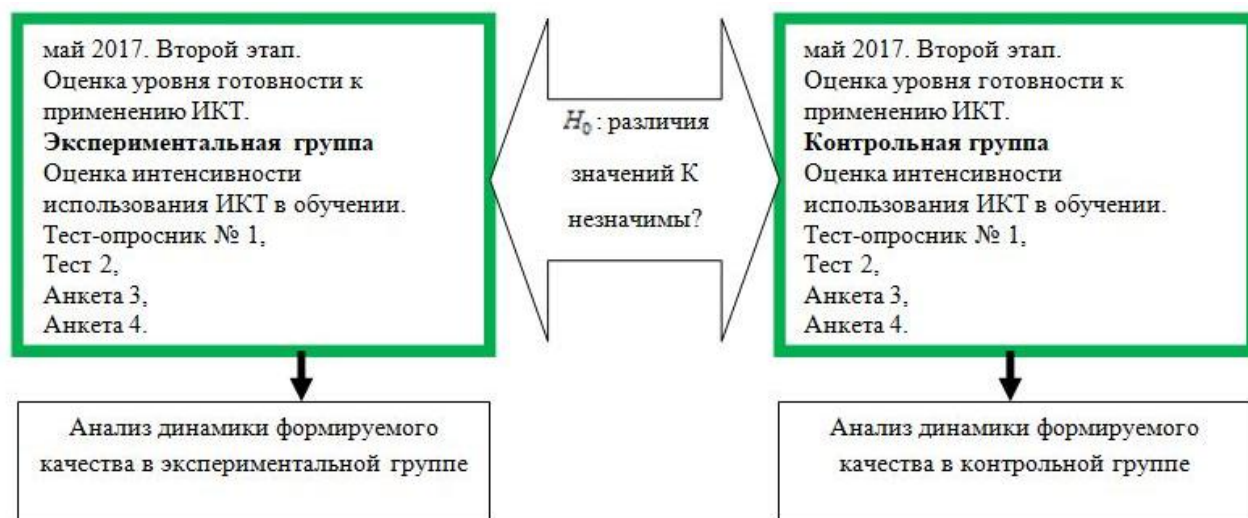 май 2017. Второй этап.
Оценка уровня готовности к
применению ИКТ.
Экспериментальная группа
Оценка интенсивности
использования ИКТ в обучении.
Тест-опросник № 1,
Тест 2,
Анкета 3,
Анкета 4.
H₀: различия
значений К
незначимы?
май 2017. Второй этап.
Оценка уровня готовности к
применению ИКТ.
Контрольная группа
Оценка интенсивности
использования ИКТ в обучении.
Тест-опросник № 1,
Тест 2,
Анкета 3,
Анкета 4.
Анализ динамики формируемого
качества в экспериментальной группе
Анализ динамики формируемого
качества в контрольной группе